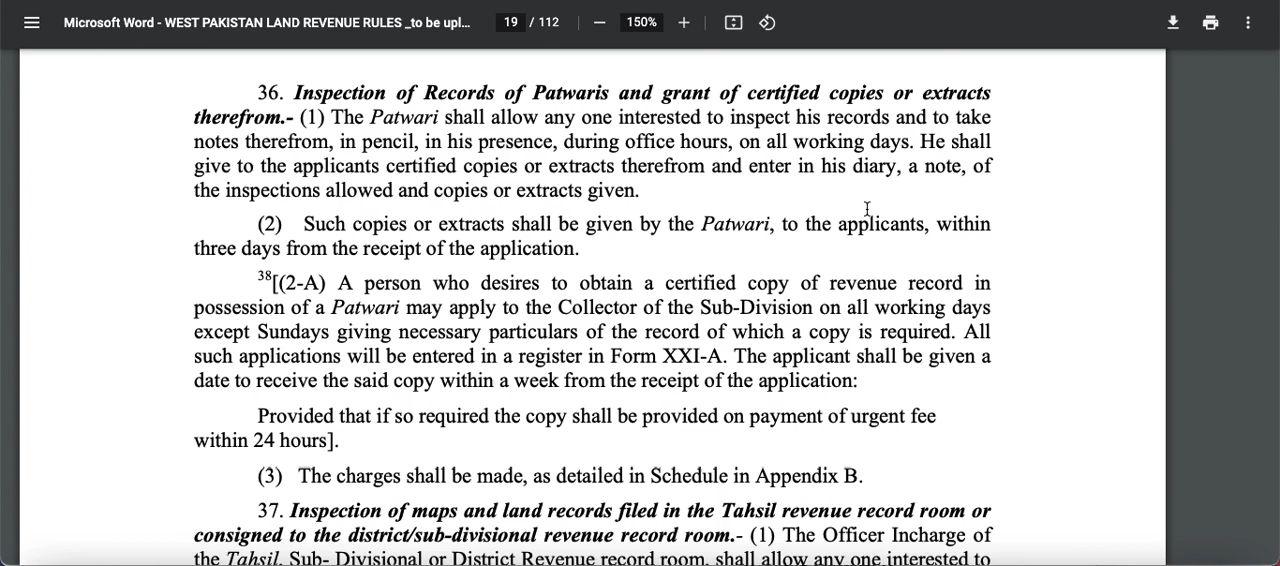 Microsoft Word - WEST PAKISTAN LAND REVENUE RULES _to be upl... 19 / 112 150%
36. Inspection of Records of Patwaris and grant of certified copies or extracts
therefrom.- (1) The Patwari shall allow any one interested to inspect his records and to take
notes therefrom, in pencil, in his presence, during office hours, on all working days. He shall
give to the applicants certified copies or extracts therefrom and enter in his diary, a note, of
the inspections allowed and copies or extracts given.
(2) Such copies or extracts shall be given by the Patwari, to the applicants, within
three days from the receipt of the application.
38[(2-A) A person who desires to obtain a certified copy of revenue record in
possession of a Patwari may apply to the Collector of the Sub-Division on all working days
except Sundays giving necessary particulars of the record of which a copy is required. All
such applications will be entered in a register in Form XXI-A. The applicant shall be given a
date to receive the said copy within a week from the receipt of the application:
Provided that if so required the copy shall be provided on payment of urgent fee
within 24 hours].
(3) The charges shall be made, as detailed in Schedule in Appendix B.
37. Inspection of maps and land records filed in the Tahsil revenue record room or
consigned to the district/sub-divisional revenue record room.- (1) The Officer Incharge of
the Tahsil, Sub- Divisional or District Revenue record room, shall allow any one interested to